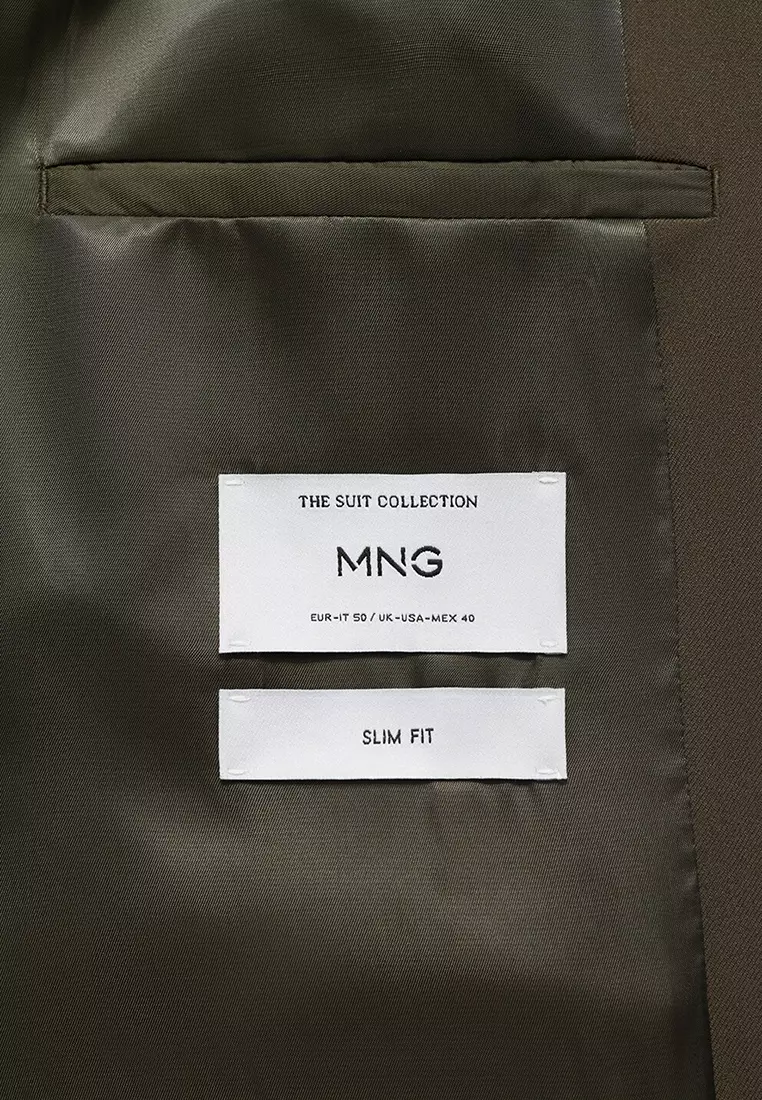 THE SUIT COLLECTION
MNG
EUR-IT 50 / UK-USA-MEX 40
SLIM FIT